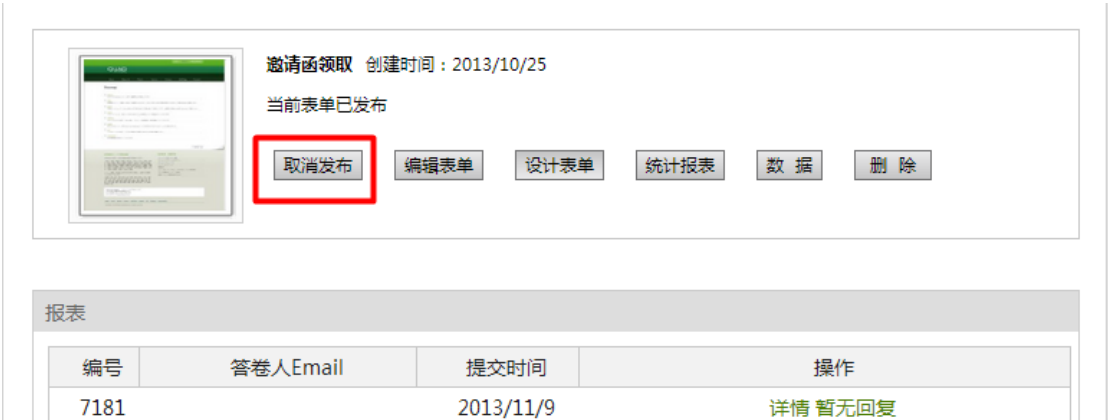 邀请函领取 创建时间：2013/10/25
当前表单已发布
取消发布 编辑表单 设计表单 统计报表 数 据 删 除
报表
编号 答卷人Email 提交时间 操作
7181 2013/11/9 详情 暂无回复